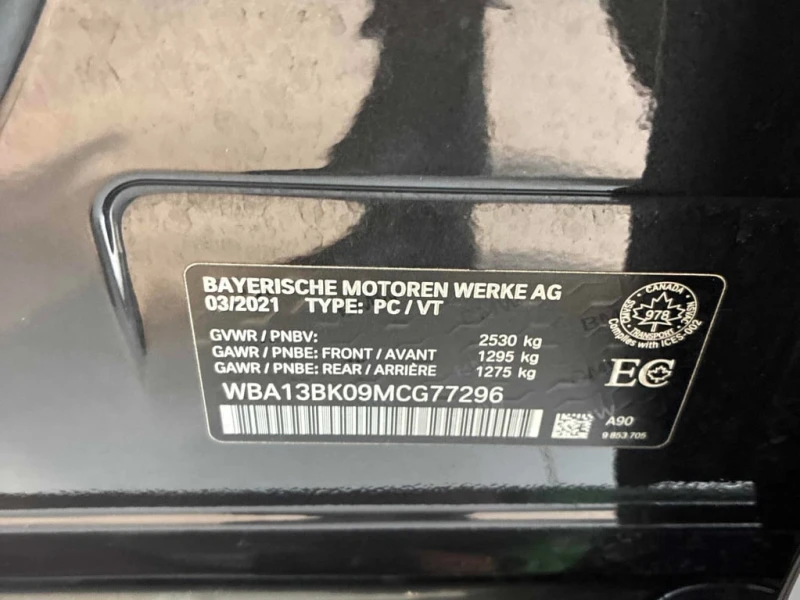 BAYERISCHE MOTOREN WERKE AG
03/2021 TYPE: PC/VT
GVWR / PNBV: 2530 kg
GAWR / PNBE: FRONT / AVANT 1295 kg
GAWR / PNBE: REAR / ARRIÈRE 1275 kg
WBA13BK09MCG77296
CANADA
978
TRANSPORT
CMVSS
NSVAC
Complies with ICES-002
EC
A90
9 853 705